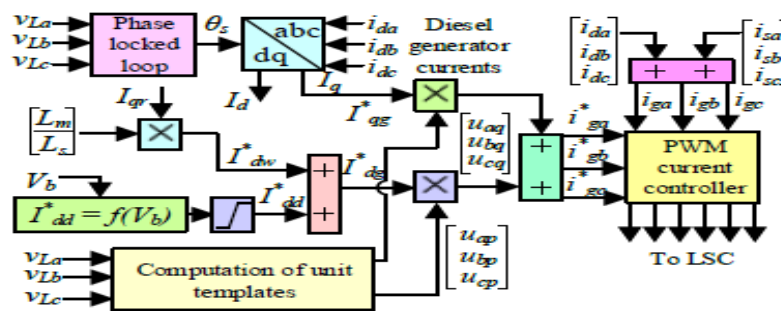 vLa
vLb
vLc
Phase
locked
loop
θs
abc
dq
ida
idb
idc
Diesel
generator
currents
ida
idb
idc
isa
isb
isc
+ +
iga igb igc
Iqr
Id
Iq
I*qg
×
Lm
Ls
×
I*dw
uaq
ubq
ucq
i*ga
i*gb
i*ga
PWM
current
controller
Vb
I*dd = f(Vb)
I*dd
+
+
I*dg
×
+
+
uap
ubp
ucp
To LSC
vLa
vLb
vLc
Computation of unit
templates